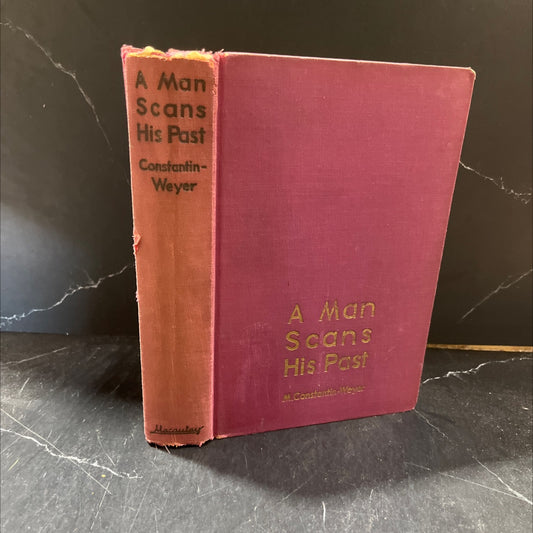 A Man
Scans
His Past
Constantin-
Weyer
Macaulay
A Man
Scans
His Past
M. Constantin-Weyer